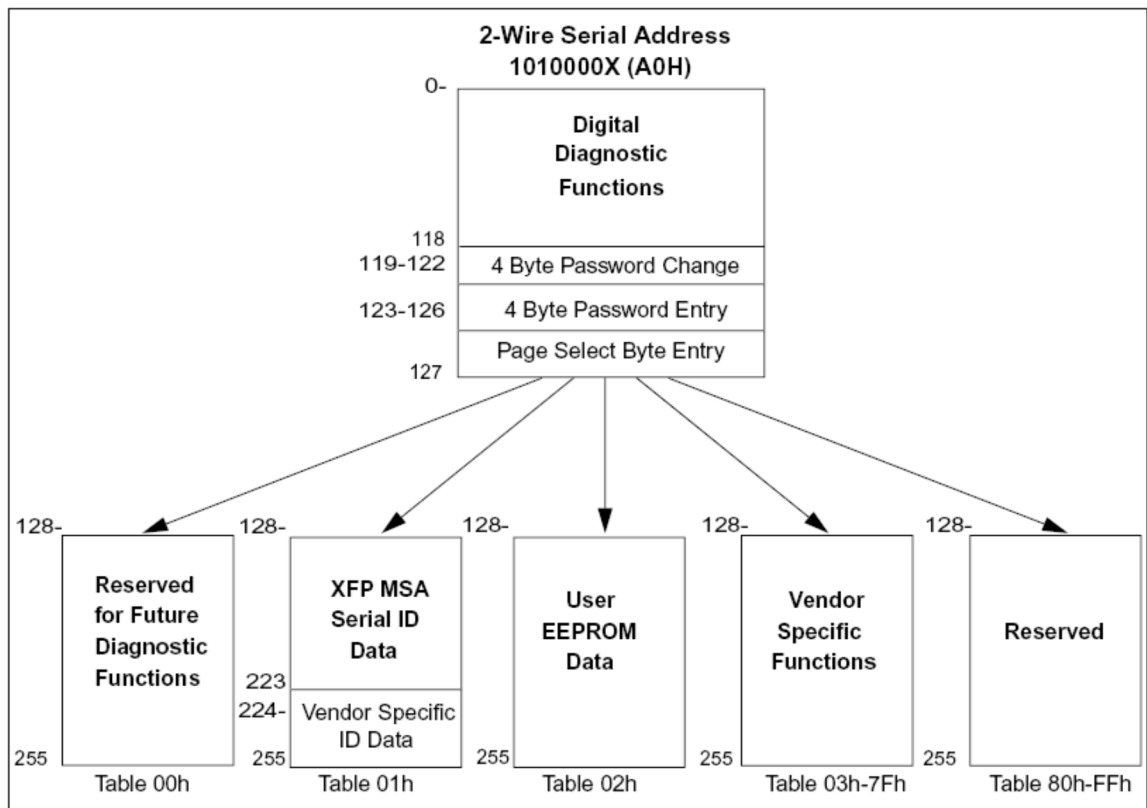 2-Wire Serial Address
1010000X (A0H)
0-
Digital
Diagnostic
Functions
118
119-122
4 Byte Password Change
123-126
4 Byte Password Entry
Page Select Byte Entry
127
128-
Reserved
for Future
Diagnostic
Functions
255
Table 00h
128-
XFP MSA
Serial ID
Data
223
224-
Vendor Specific
ID Data
255
Table 01h
128-
User
EEPROM
Data
255
Table 02h
128-
Vendor
Specific
Functions
255
Table 03h-7Fh
128-
Reserved
255
Table 80h-FFh